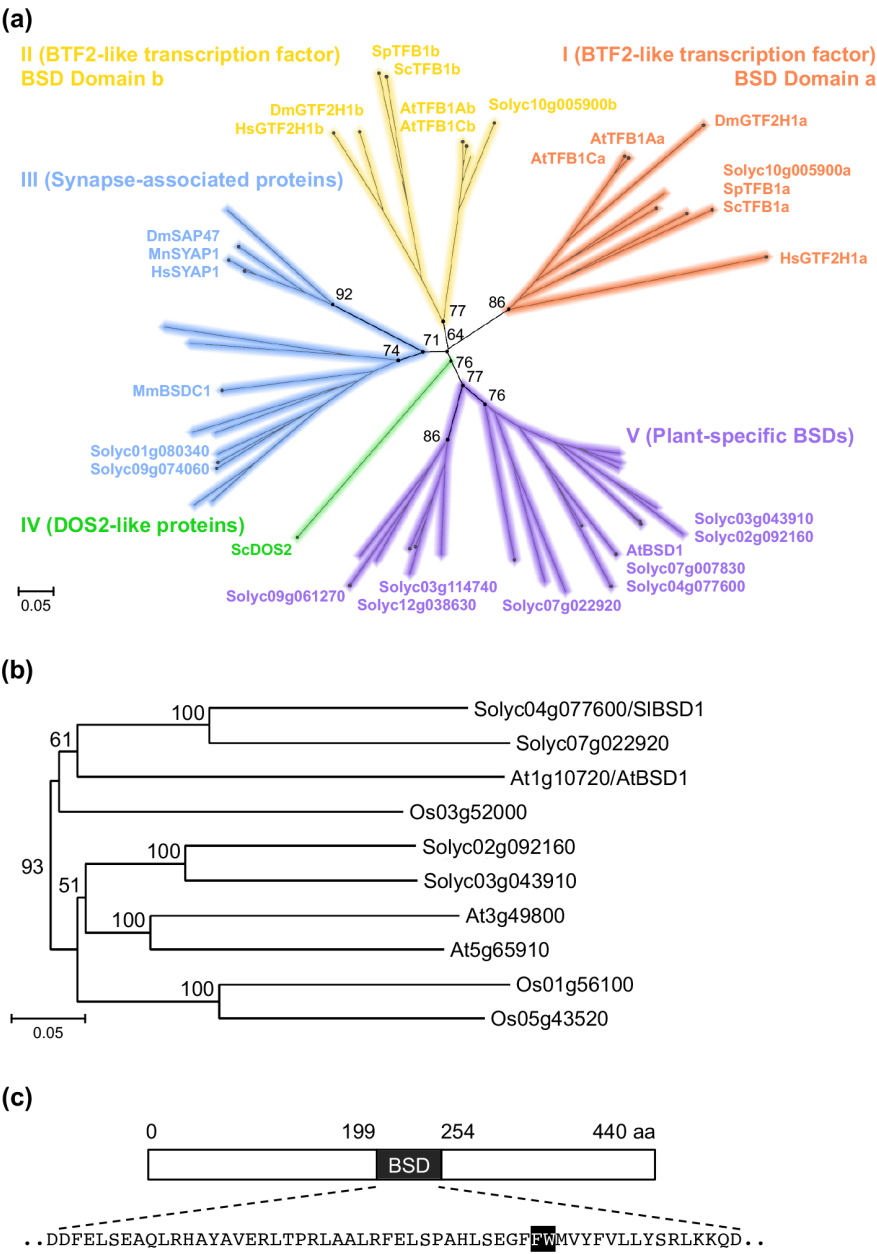 (a)
II (BTF2-like transcription factor)
BSD Domain b
I (BTF2-like transcription factor)
BSD Domain a
SpTFB1b
ScTFB1b
DmGTF2H1b
HsGTF2H1b
AtTFB1Ab
AtTFB1Cb
Solyc10g005900b
DmGTF2H1a
AtTFB1Aa
AtTFB1Ca
Solyc10g005900a
SpTFB1a
ScTFB1a
HsGTF2H1a
III (Synapse-associated proteins)
DmSAP47
MnSYAP1
HsSYAP1
92
77
86
71
64
74
76
77
76
86
MmBSDC1
Solyc01g080340
Solyc09g074060
V (Plant-specific BSDs)
IV (DOS2-like proteins)
ScDOS2
Solyc03g043910
Solyc02g092160
AtBSD1
Solyc07g007830
Solyc04g077600
Solyc09g061270
Solyc03g114740
Solyc12g038630
Solyc07g022920
0.05
(b)
100
Solyc04g077600/SlBSD1
61
Solyc07g022920
At1g10720/AtBSD1
Os03g52000
93
100
Solyc02g092160
51
Solyc03g043910
100
At3g49800
At5g65910
100
Os01g56100
Os05g43520
0.05
(c)
0 199 254 440 aa
BSD
..DDFELSEAQLRHAYAVERLTPRLAALRFELSPAHLSEGFFWMVYFVLLYSRLKKQD..